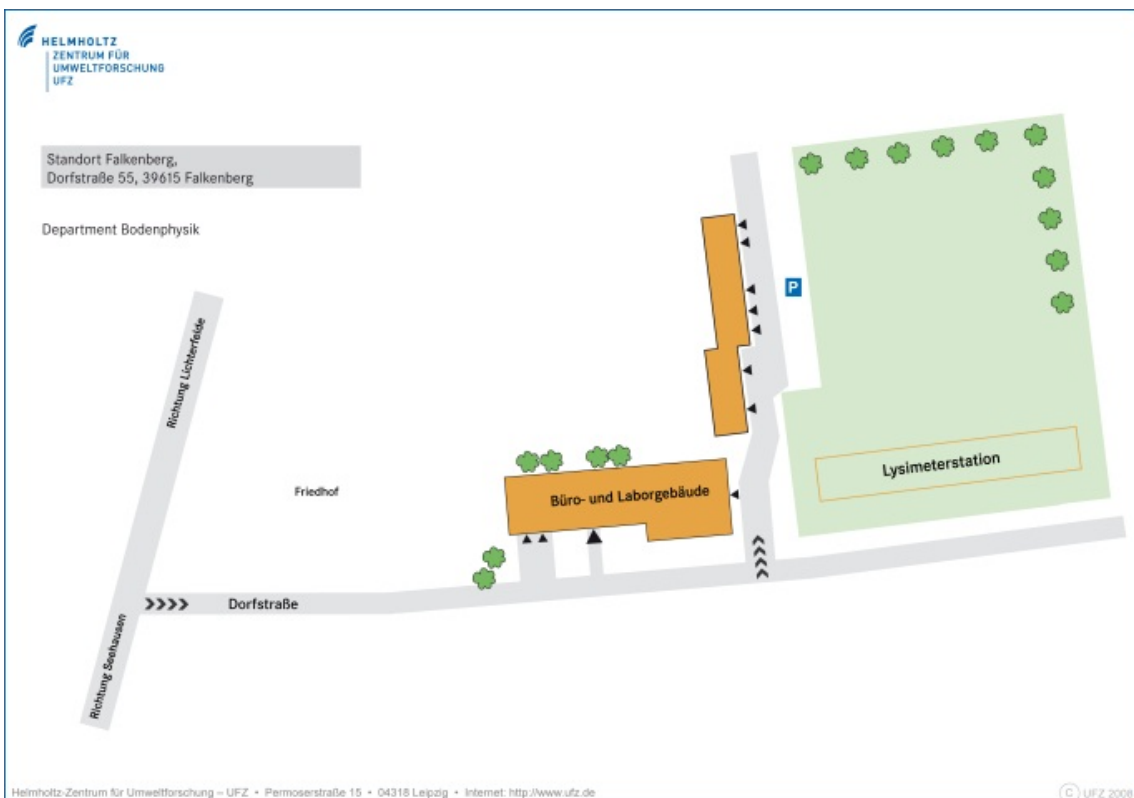 HELMHOLTZ
ZENTRUM FÜR
UMWELTFORSCHUNG
UFZ
Standort Falkenberg,
Dorfstraße 55, 39615 Falkenberg
Department Bodenphysik
P
Richtung Lichterfelde
Lysimeterstation
Friedhof
Büro- und Laborgebäude
Dorfstraße
Richtung Seehausen
Helmholtz-Zentrum für Umweltforschung – UFZ • Permoserstraße 15 • 04318 Leipzig • Internet: http://www.ufz.de
C UFZ 2008